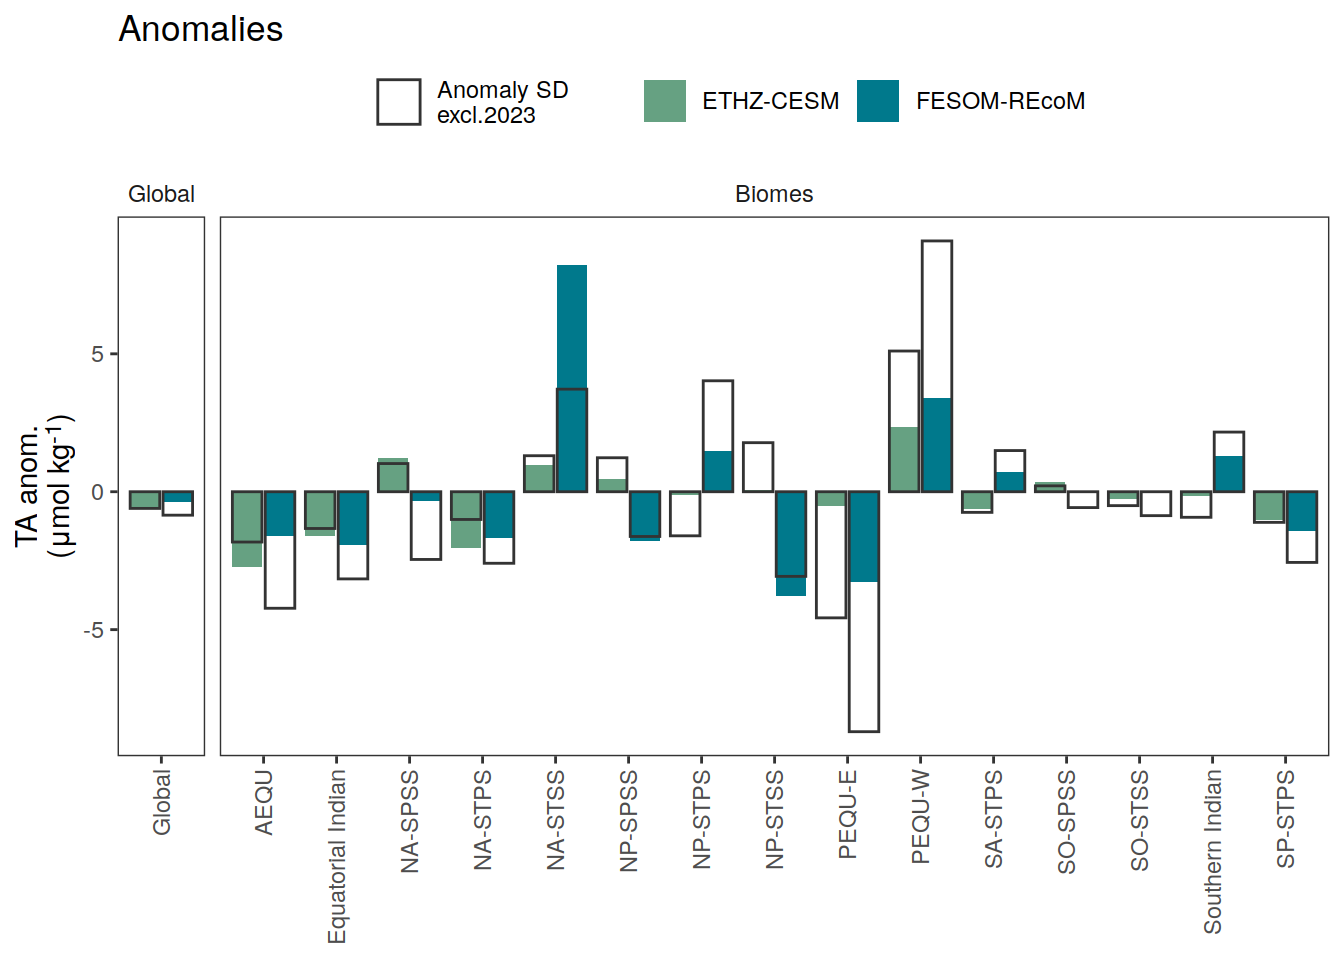 Anomalies
Anomaly SD
excl.2023
ETHZ-CESM
FESOM-REcoM
Global
Biomes
TA anom.
(μmol kg⁻¹)
5
0
-5
Global
AEQU
Equatorial Indian
NA-SPSS
NA-STPS
NA-STSS
NP-SPSS
NP-STPS
NP-STSS
PEQU-E
PEQU-W
SA-STPS
SO-SPSS
SO-STSS
Southern Indian
SP-STPS